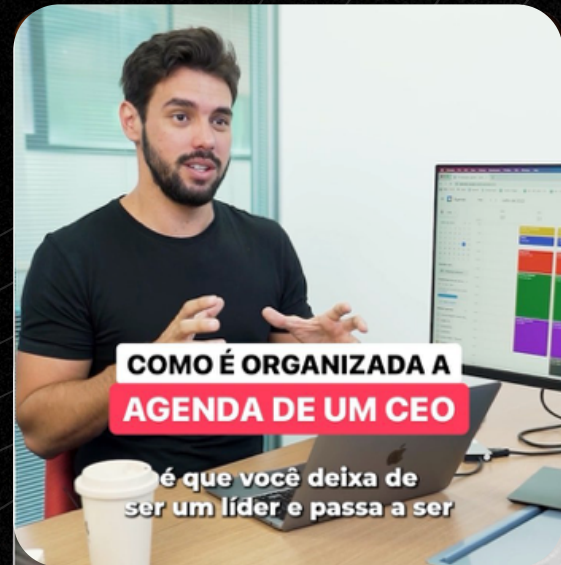 COMO É ORGANIZADA A
AGENDA DE UM CEO
é que você deixa de
ser um líder e passa a ser